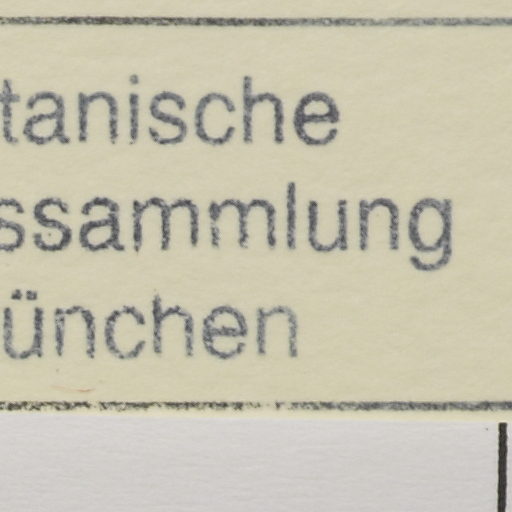 tanische
ssammlung
ünchen